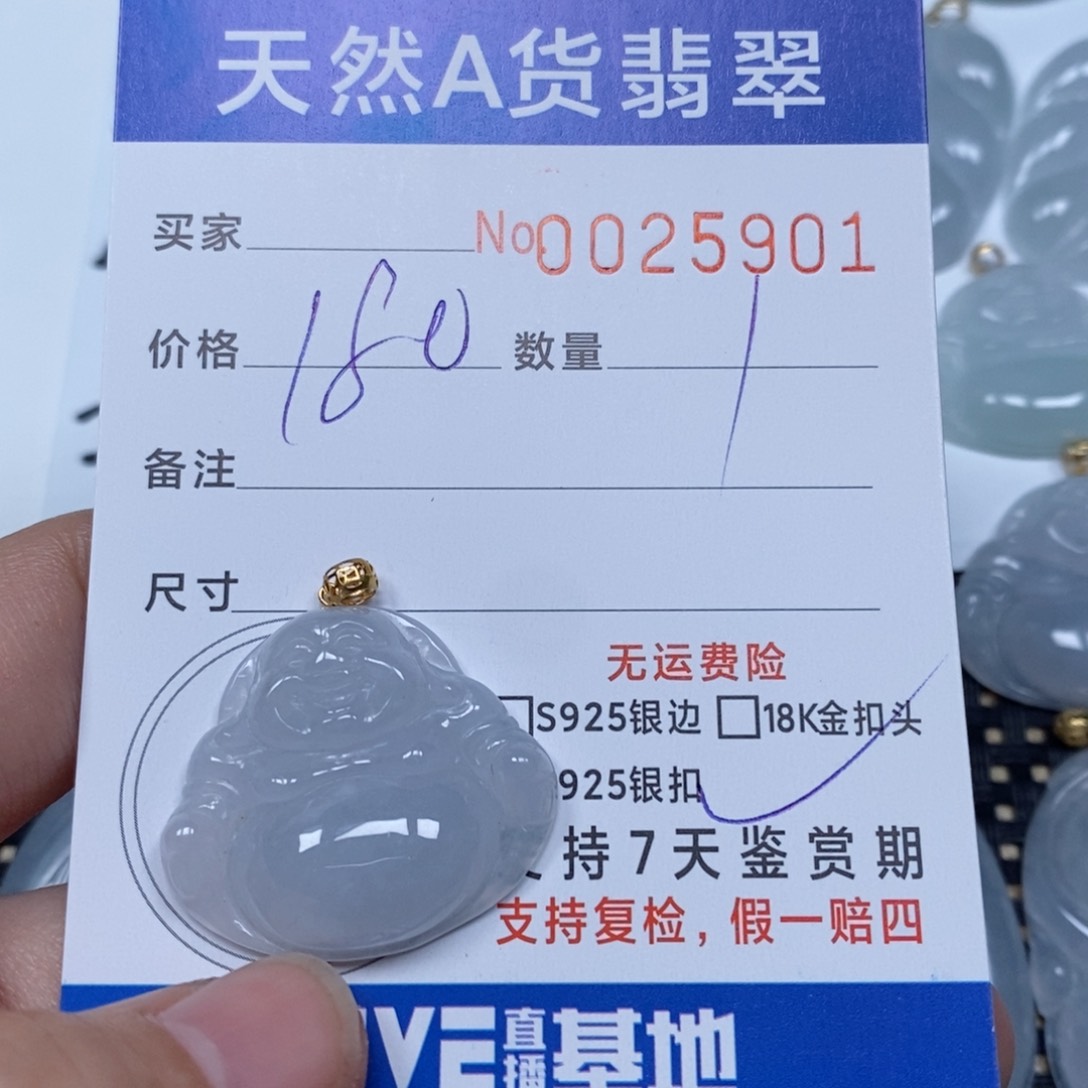 天然A货翡翠
买家 No 0025901
价格 180 数量 1
备注
尺寸
无运费险
S925银边 18K金扣头
925银扣
持7天鉴赏期
支持复检，假一赔四
VE 直播 基地